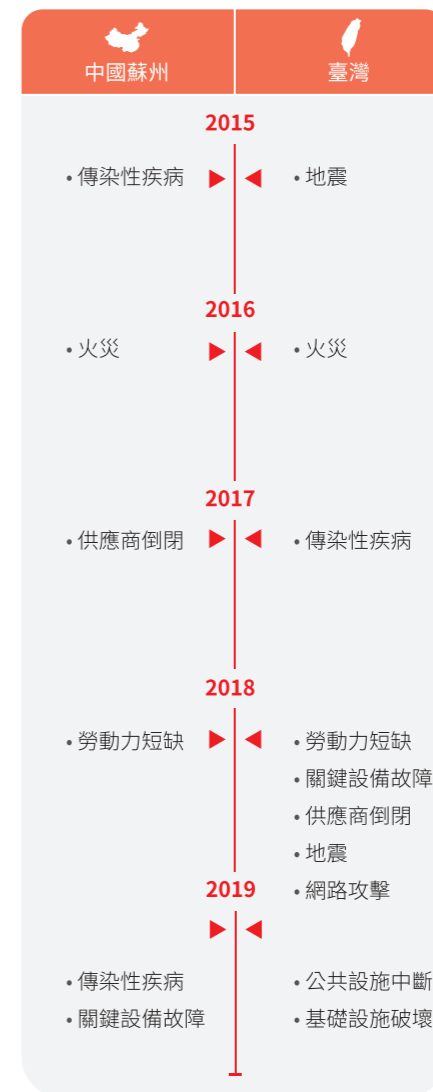 中國蘇州
臺灣
2015
• 傳染性疾病
• 地震
2016
• 火災
• 火災
2017
• 供應商倒閉
• 傳染性疾病
2018
• 勞動力短缺
• 勞動力短缺
• 關鍵設備故障
• 供應商倒閉
• 地震
• 網路攻擊
2019
• 傳染性疾病
• 關鍵設備故障
• 公共設施中斷
• 基礎設施破壞